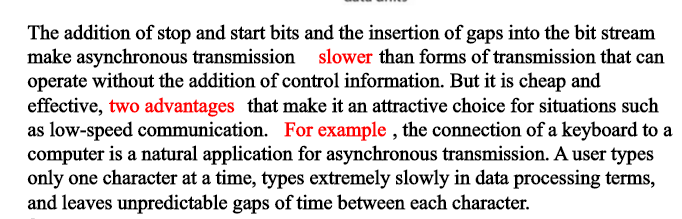 The addition of stop and start bits and the insertion of gaps into the bit stream
make asynchronous transmission slower than forms of transmission that can
operate without the addition of control information. But it is cheap and
effective, two advantages that make it an attractive choice for situations such
as low-speed communication. For example , the connection of a keyboard to a
computer is a natural application for asynchronous transmission. A user types
only one character at a time, types extremely slowly in data processing terms,
and leaves unpredictable gaps of time between each character.